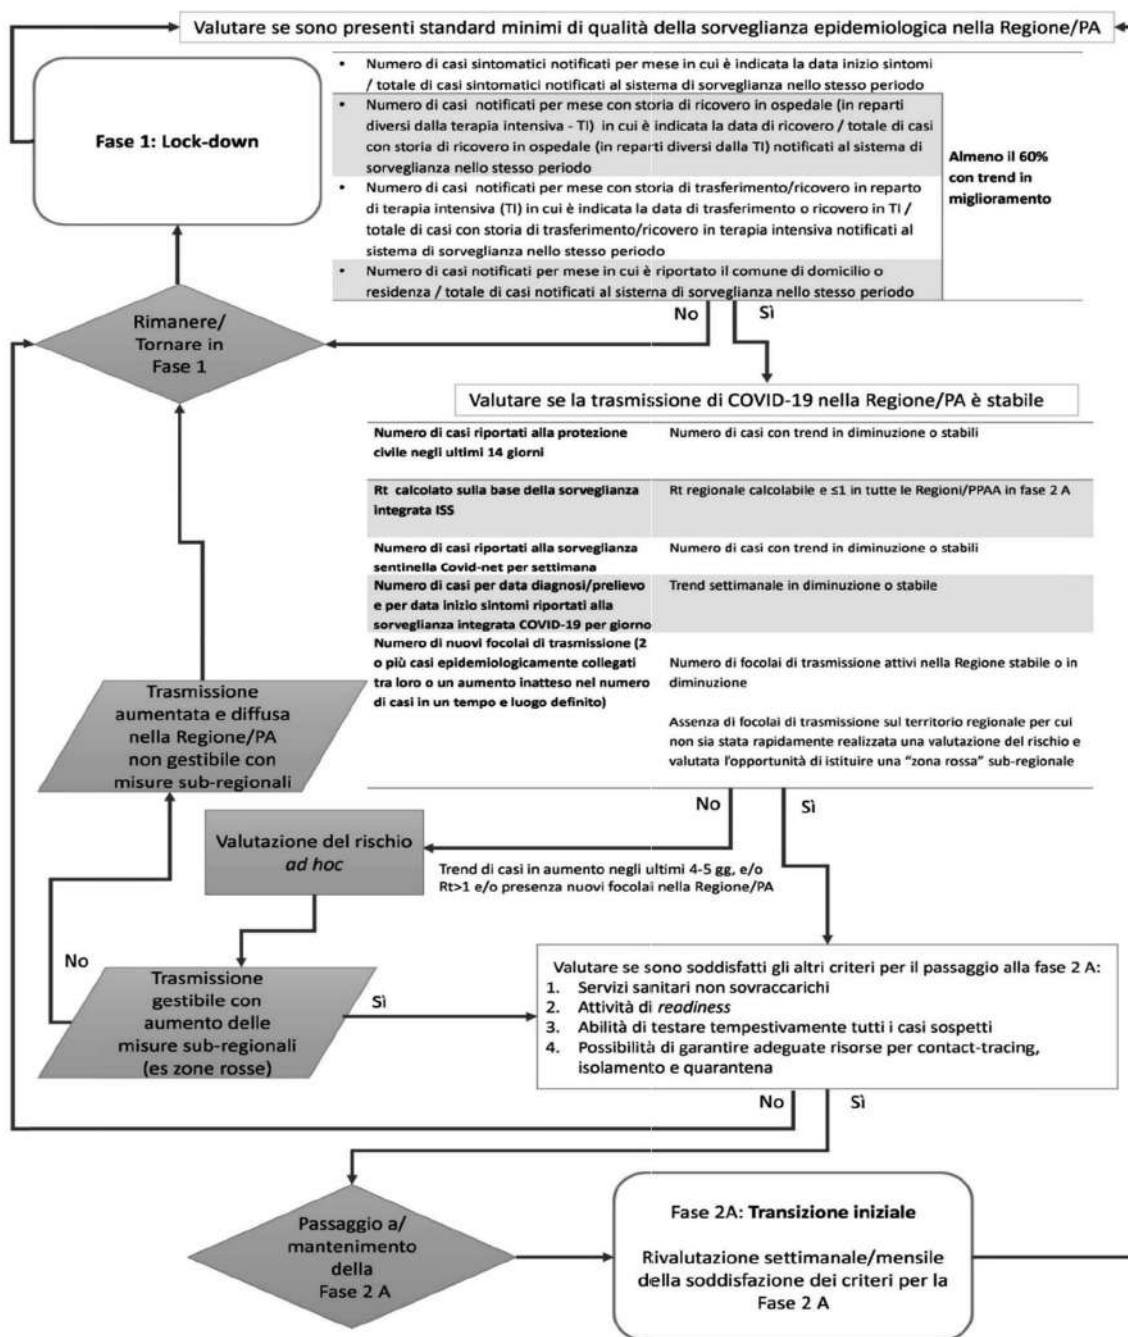 Valutare se sono presenti standard minimi di qualità della sorveglianza epidemiologica nella Regione/PA
Fase 1: Lock-down
• Numero di casi sintomatici notificati per mese in cui è indicata la data inizio sintomi
/ totale di casi sintomatici notificati al sistema di sorveglianza nello stesso periodo
• Numero di casi notificati per mese con storia di ricovero in ospedale (in reparti
diversi dalla terapia intensiva - TI) in cui è indicata la data di ricovero / totale di casi
con storia di ricovero in ospedale (in reparti diversi dalla TI) notificati al sistema di
sorveglianza nello stesso periodo
• Numero di casi notificati per mese con storia di trasferimento/ricovero in reparto
di terapia intensiva (TI) in cui è indicata la data di trasferimento o ricovero in TI /
totale di casi con storia di trasferimento/ricovero in terapia intensiva notificati al
sistema di sorveglianza nello stesso periodo
• Numero di casi notificati per mese in cui è riportato il comune di domicilio o
residenza / totale di casi notificati al sistema di sorveglianza nello stesso periodo
Almeno il 60%
con trend in
miglioramento
No
Sì
Rimanere/
Tornare in
Fase 1
Valutare se la trasmissione di COVID-19 nella Regione/PA è stabile
Numero di casi riportati alla protezione
civile negli ultimi 14 giorni
Numero di casi con trend in diminuzione o stabili
Rt calcolato sulla base della sorveglianza
integrata ISS
Rt regionale calcolabile e ≤1 in tutte le Regioni/PPAA in fase 2 A
Numero di casi riportati alla sorveglianza
sentinella Covid-net per settimana
Numero di casi con trend in diminuzione o stabili
Numero di casi per data diagnosi/prelievo
e per data inizio sintomi riportati alla
sorveglianza integrata COVID-19 per giorno
Trend settimanale in diminuzione o stabile
Numero di nuovi focolai di trasmissione (2
o più casi epidemiologicamente collegati
tra loro o un aumento inatteso nel numero
di casi in un tempo e luogo definito)
Numero di focolai di trasmissione attivi nella Regione stabile o in
diminuzione
Assenza di focolai di trasmissione sul territorio regionale per cui
non sia stata rapidamente realizzata una valutazione del rischio e
valutata l'opportunità di istituire una "zona rossa" sub-regionale
Trasmissione
aumentata e diffusa
nella Regione/PA
non gestibile con
misure sub-regionali
No
Sì
Valutazione del rischio
ad hoc
Trend di casi in aumento negli ultimi 4-5 gg, e/o
Rt>1 e/o presenza nuovi focolai nella Regione/PA
No
Trasmissione
gestibile con
aumento delle
misure sub-regionali
(es zone rosse)
Sì
Valutare se sono soddisfatti gli altri criteri per il passaggio alla fase 2 A:
1. Servizi sanitari non sovraccarichi
2. Attività di readiness
3. Abilità di testare tempestivamente tutti i casi sospetti
4. Possibilità di garantire adeguate risorse per contact-tracing,
isolamento e quarantena
No
Sì
Passaggio a/
mantenimento
della
Fase 2 A
Fase 2A: Transizione iniziale
Rivalutazione settimanale/mensile
della soddisfazione dei criteri per la
Fase 2 A